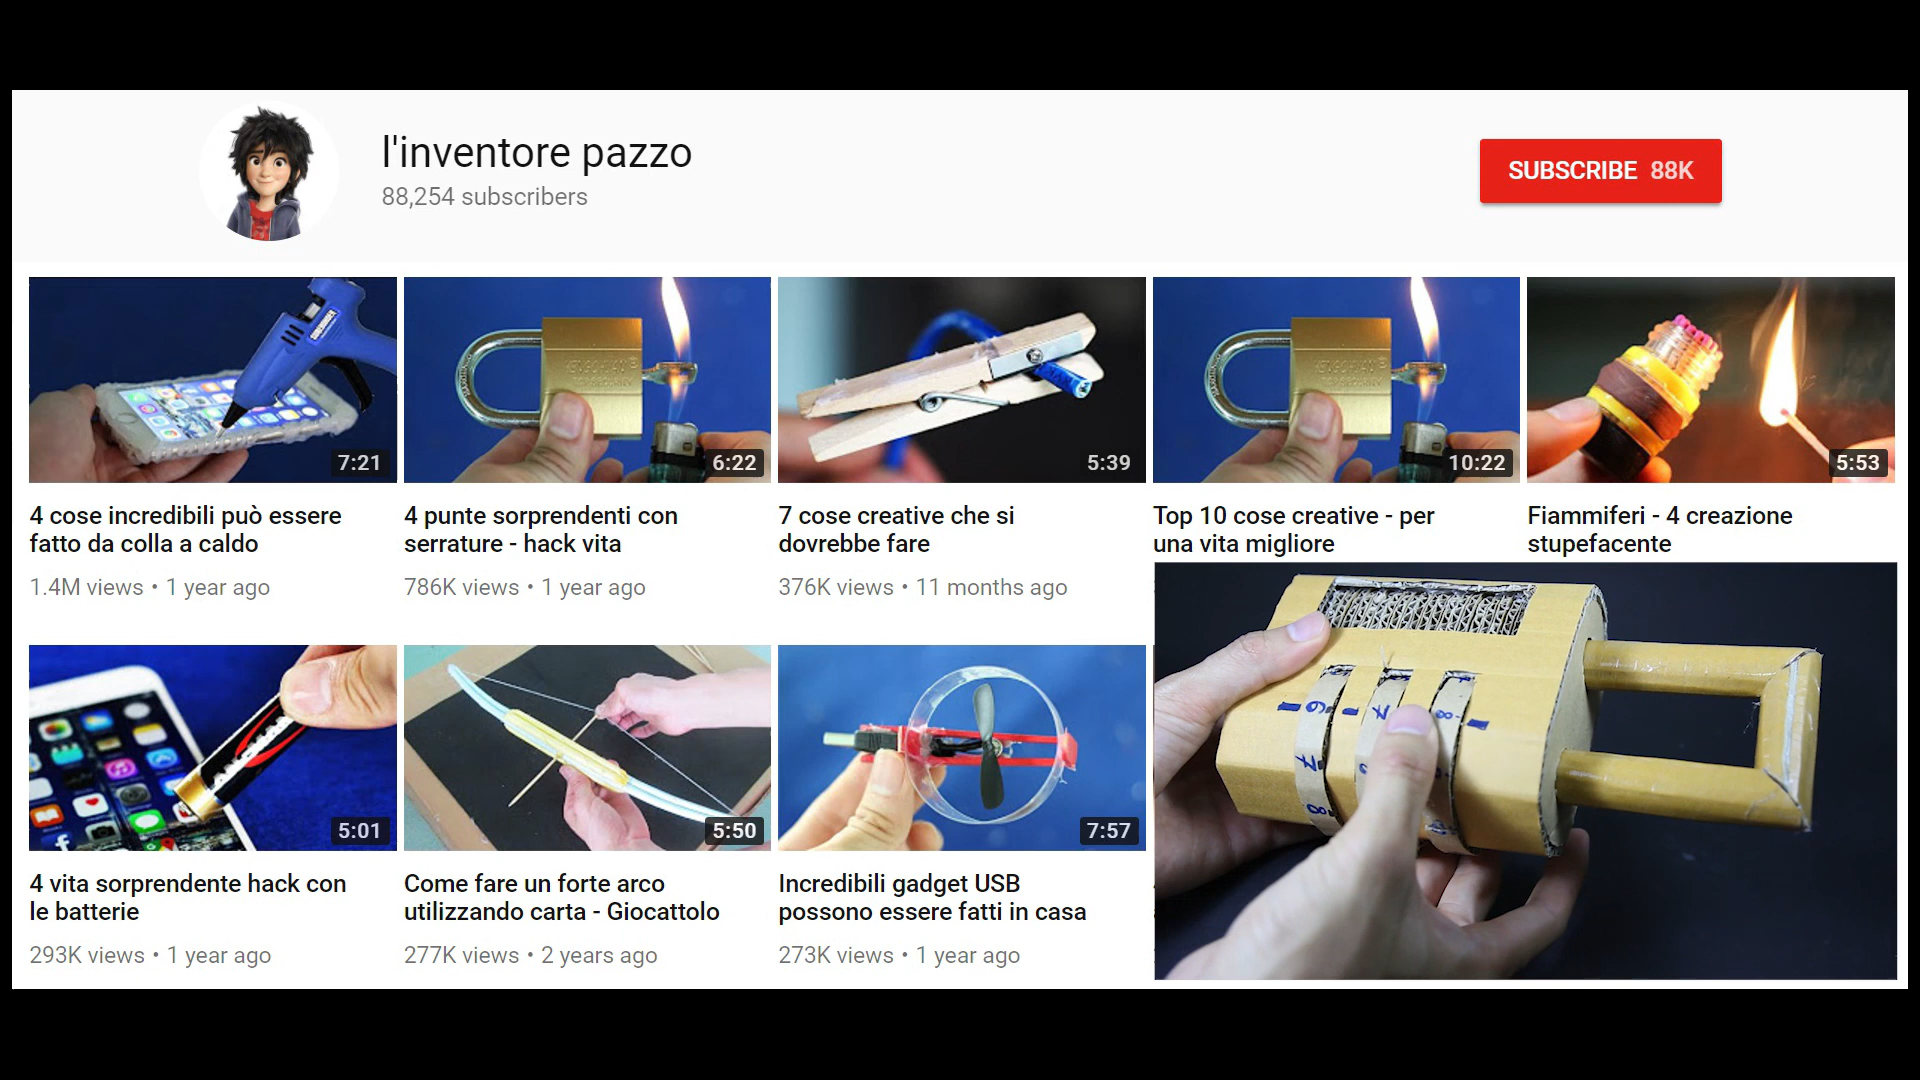 l'inventore pazzo
88,254 subscribers
SUBSCRIBE 88K
7:21
6:22
5:39
10:22
5:53
4 cose incredibili può essere
fatto da colla a caldo
1.4M views • 1 year ago
4 punte sorprendenti con
serrature - hack vita
786K views • 1 year ago
7 cose creative che si
dovrebbe fare
376K views • 11 months ago
Top 10 cose creative - per
una vita migliore
Fiammiferi - 4 creazione
stupefacente
5:01
5:50
7:57
6 7 8
7
8
4 vita sorprendente hack con
le batterie
293K views • 1 year ago
Come fare un forte arco
utilizzando carta - Giocattolo
277K views • 2 years ago
Incredibili gadget USB
possono essere fatti in casa
273K views • 1 year ago